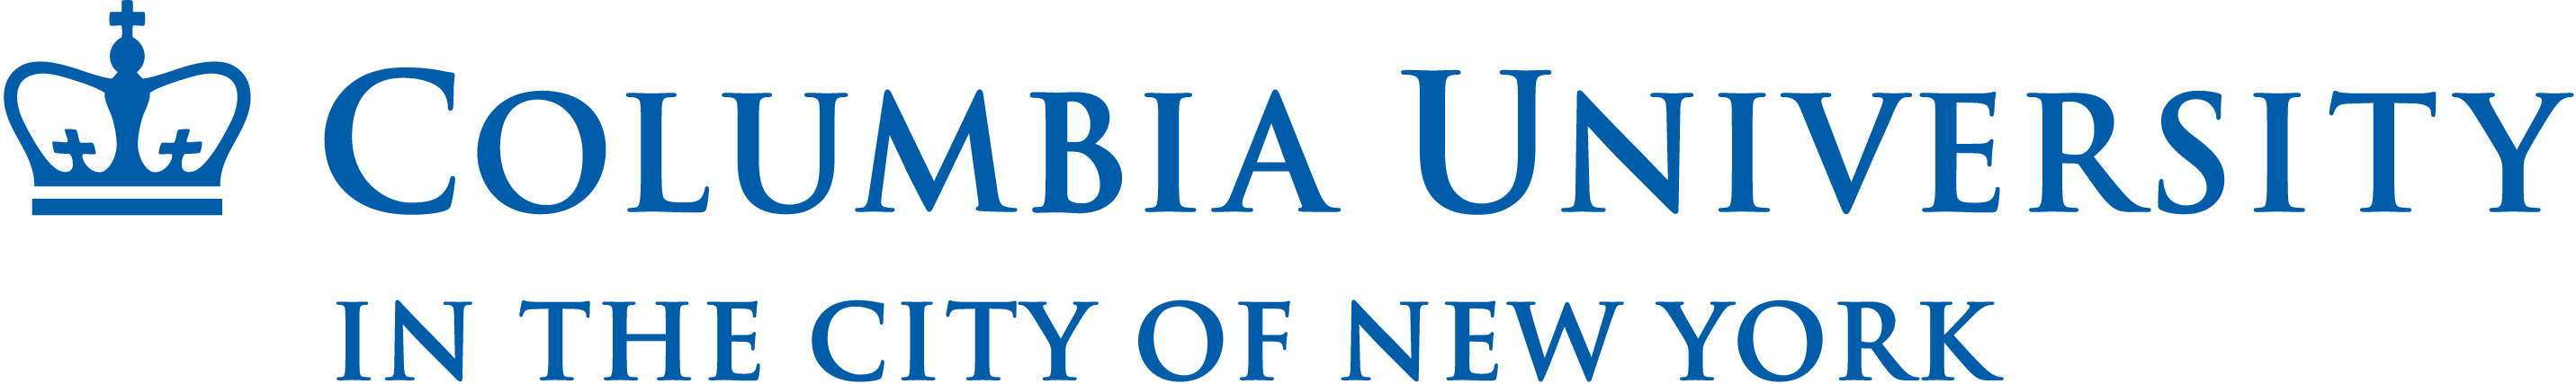 COLUMBIA UNIVERSITY
IN THE CITY OF NEW YORK